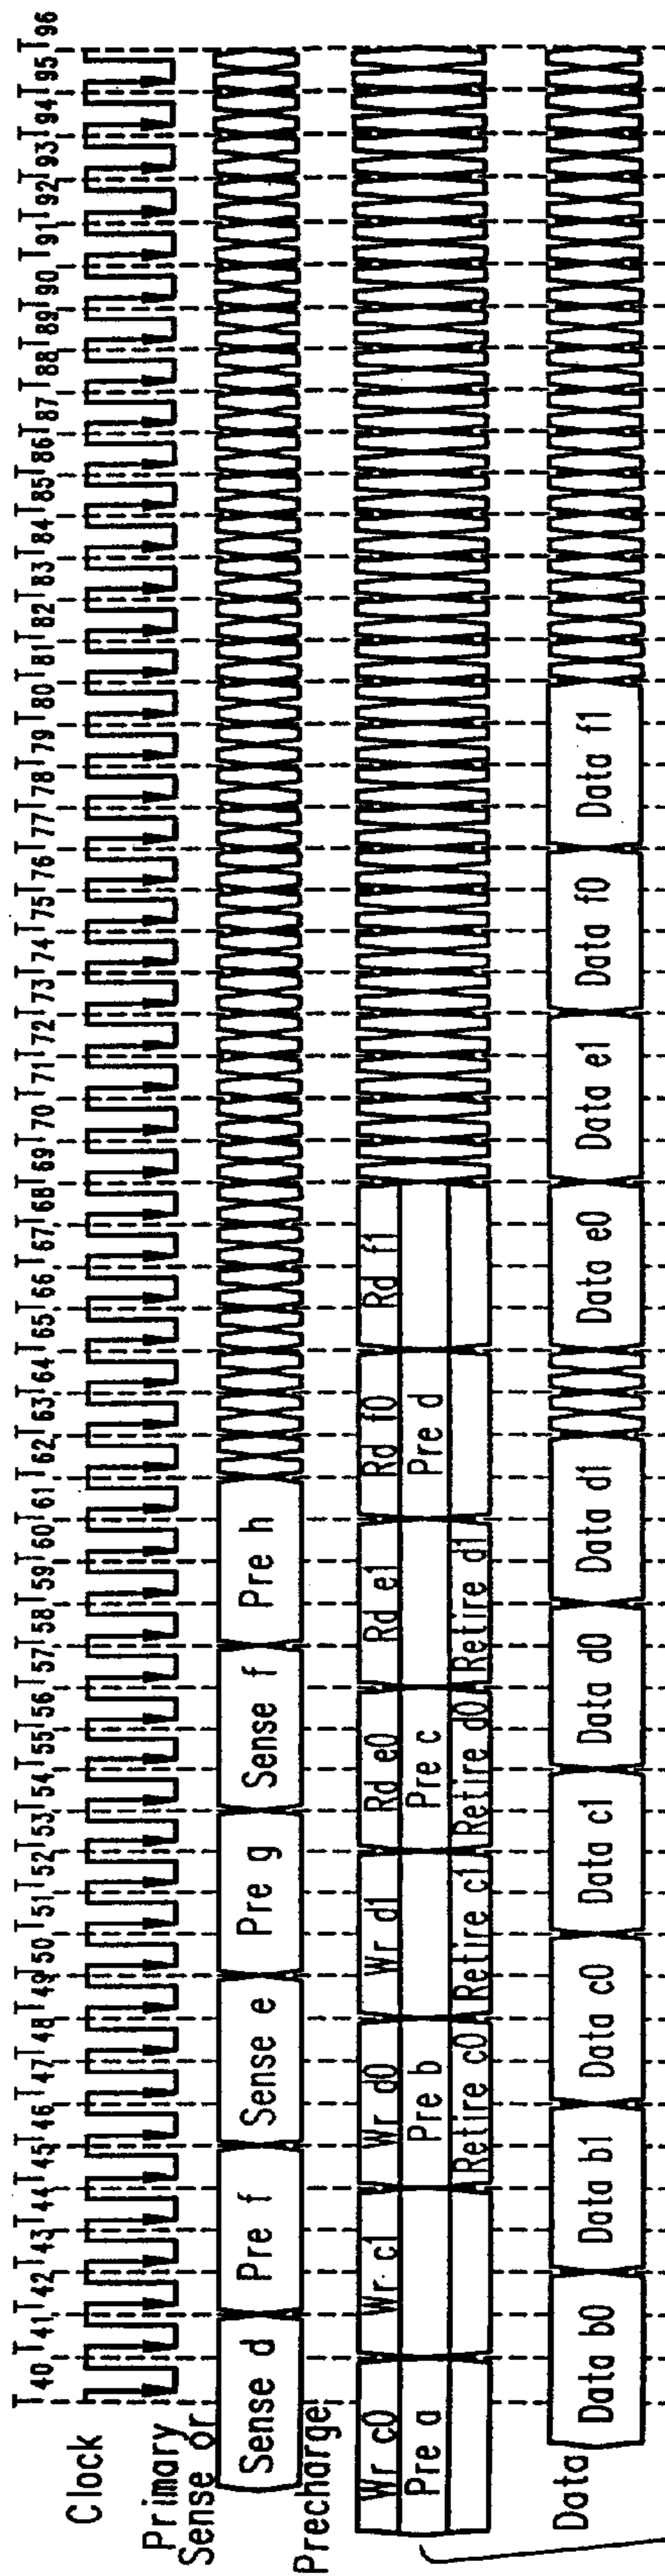 T40 T41 T42 T43 T44 T45 T46 T47 T48 T49 T50 T51 T52 T53 T54 T55 T56 T57 T58 T59 T60 T61 T62 T63 T64 T65 T66 T67 T68 T69 T70 T71 T72 T73 T74 T75 T76 T77 T78 T79 T80 T81 T82 T83 T84 T85 T86 T87 T88 T89 T90 T91 T92 T93 T94 T95 T96
Clock
Primary
Sense or
Sense d Pre f Sense e Pre g Sense f Pre h
Precharge
Wr c0 Wr c1 Wr d0 Wr d1 Rd e0 Rd e1 Rd f0 Rd f1
Pre a Pre b Pre c Pre d
Retire c0 Retire c1 Retire d0 Retire d1
Data
Data b0 Data b1 Data c0 Data c1 Data d0 Data d1 Data e0 Data e1 Data f0 Data f1